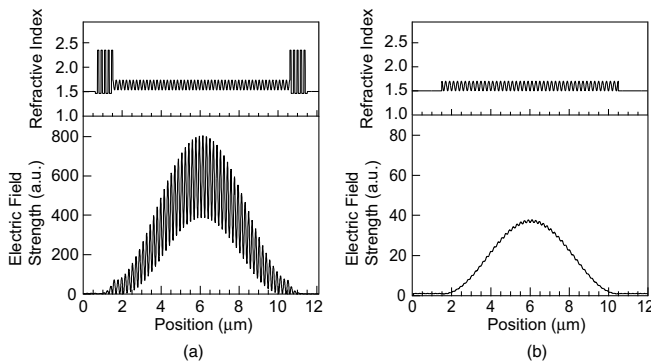 Refractive Index
2.5
2.0
1.5
1.0
Electric Field
Strength (a.u.)
800
600
400
200
0
0 2 4 6 8 10 12
Position (μm)
(a)
Refractive Index
2.5
2.0
1.5
1.0
Electric Field
Strength (a.u.)
80
60
40
20
0
0 2 4 6 8 10 12
Position (μm)
(b)